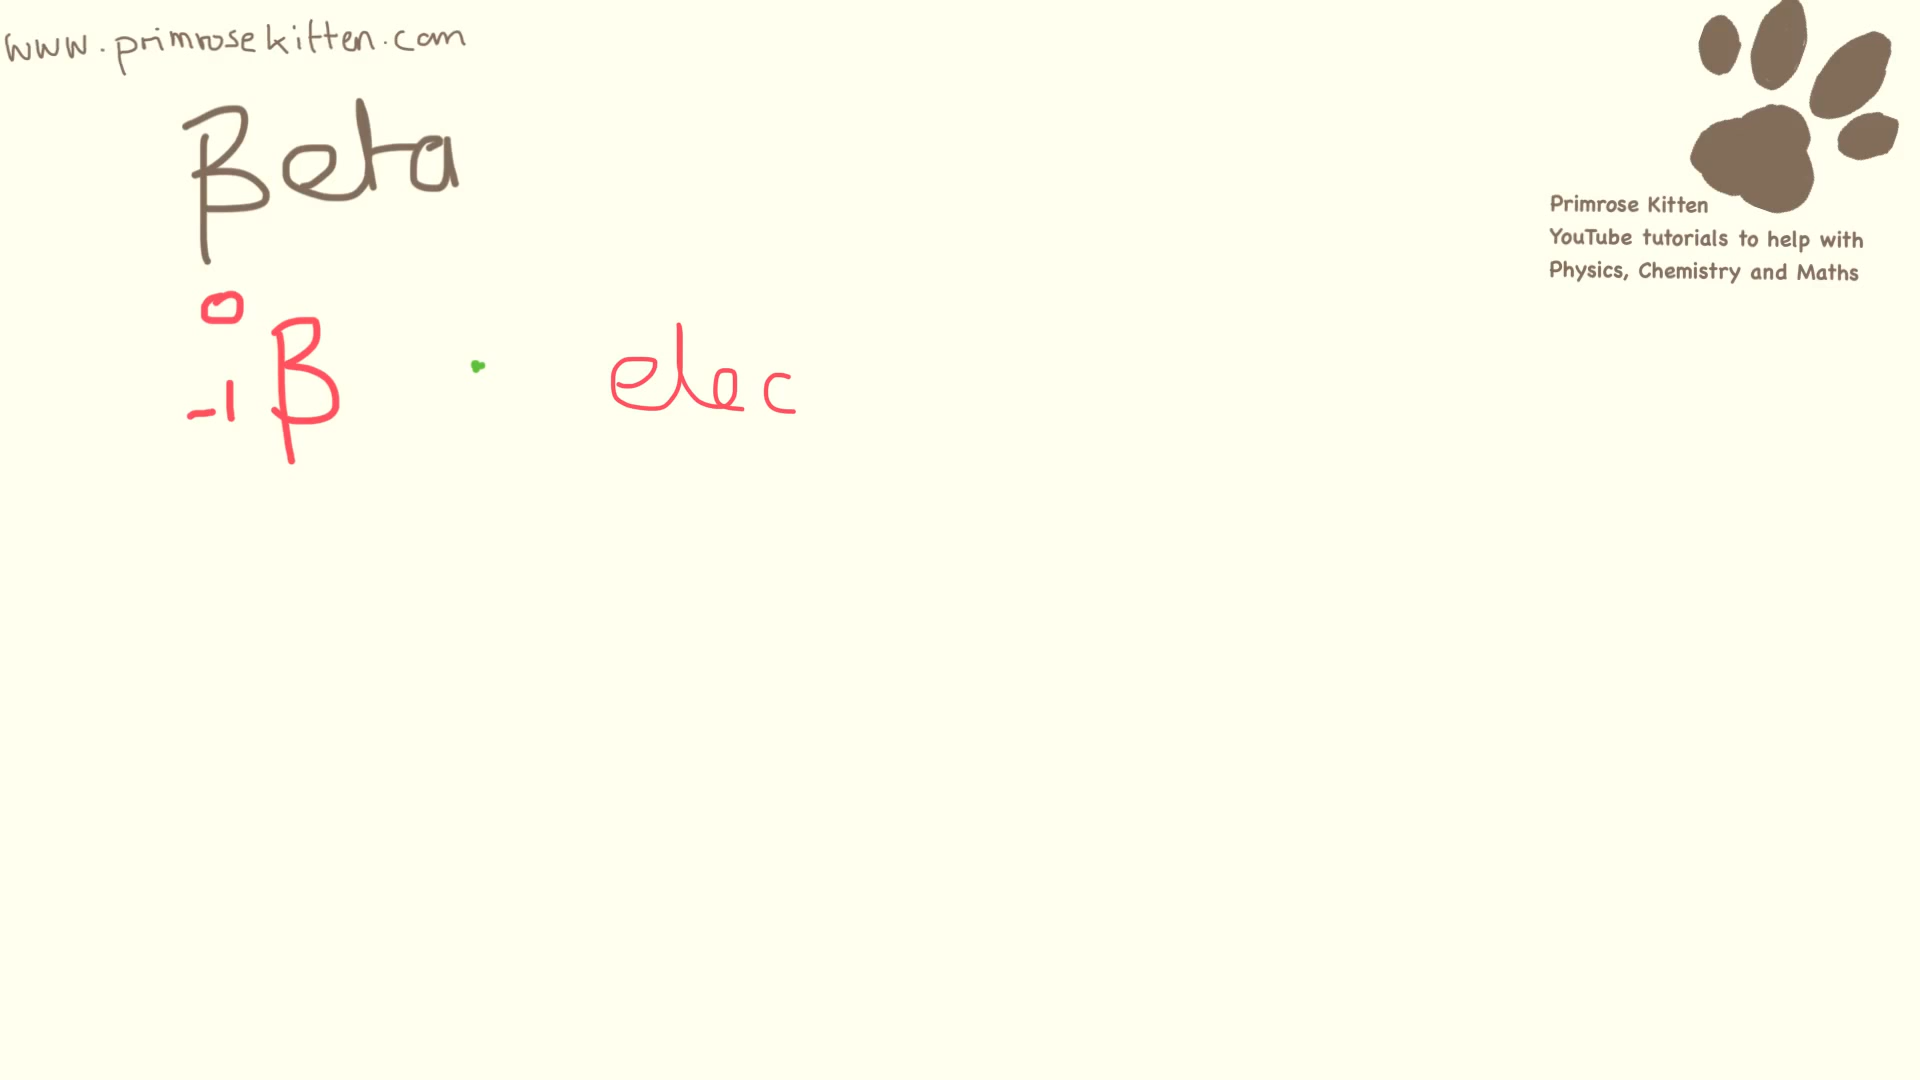 www.primrosekitten.com
Beta
Primrose Kitten
YouTube tutorials to help with
Physics, Chemistry and Maths
0
-1 β elec